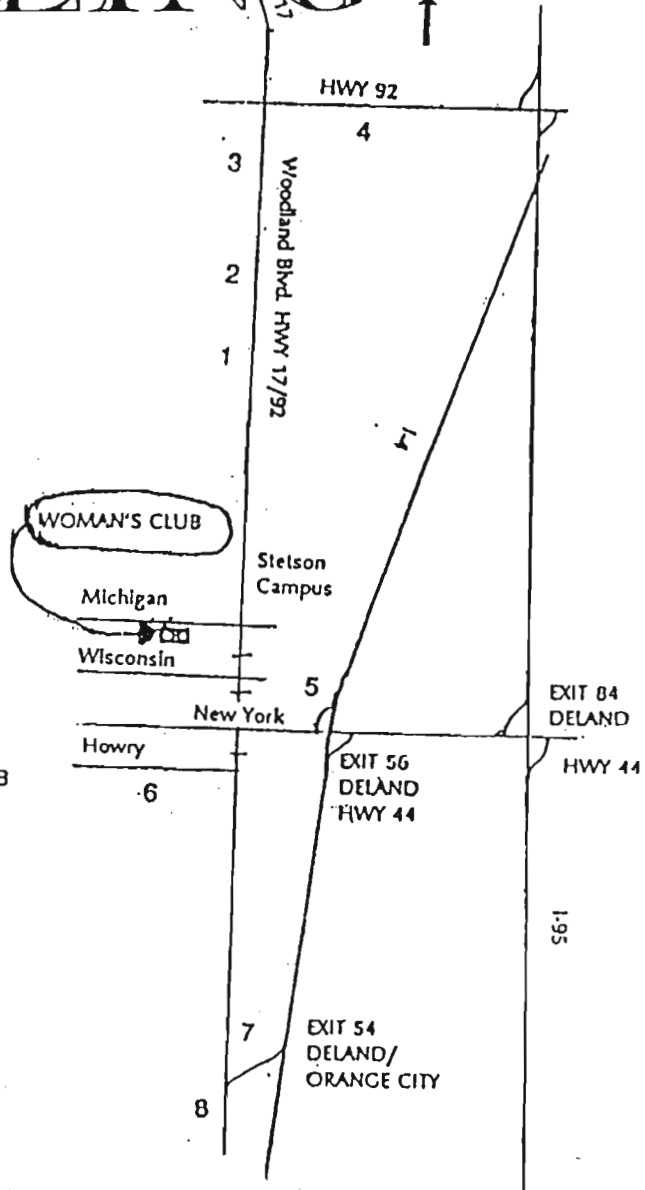 17
HWY 92
4
3
Woodland Blvd. HWY 17/92
2
1
I-4
WOMAN'S CLUB
Stetson
Campus
Michigan
Wisconsin
5
New York
EXIT 84
DELAND
Howry
EXIT 56
DELAND
HWY 44
HWY 44
6
I-95
7
EXIT 54
DELAND/
ORANGE CITY
8